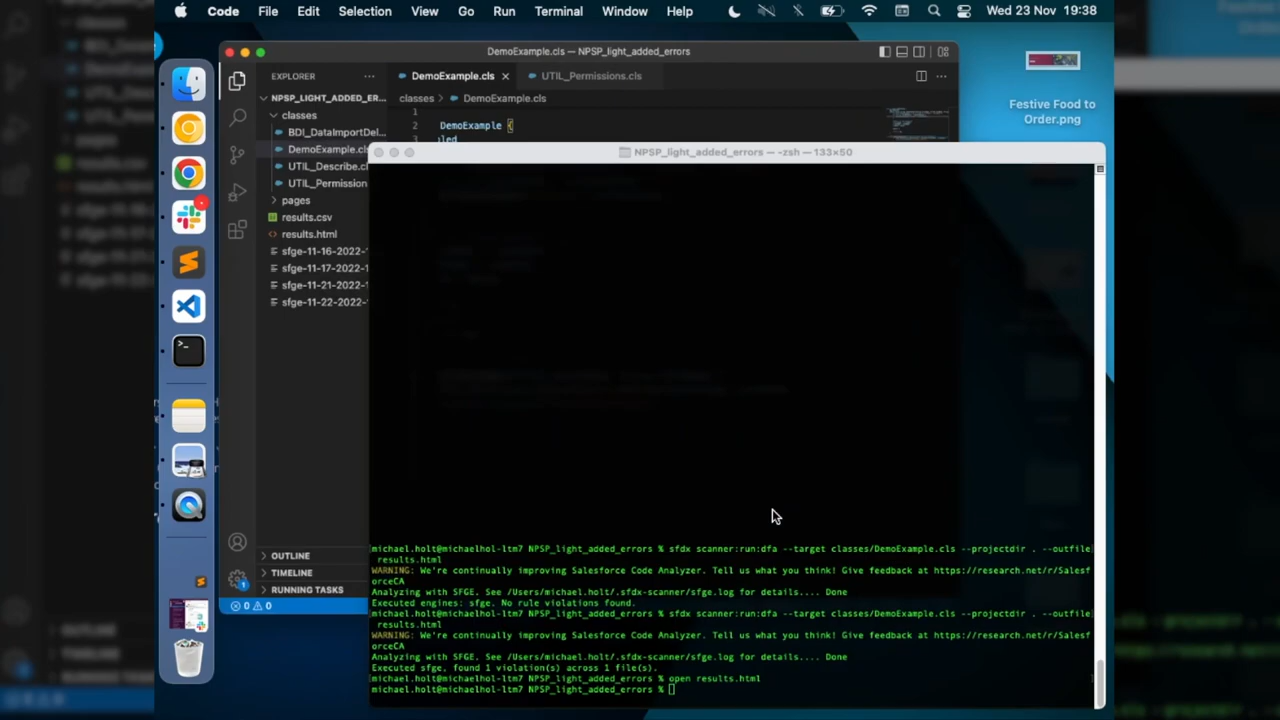 Code File Edit Selection View Go Run Terminal Window Help Wed 23 Nov 19:38
DemoExample.cls — NPSP_light_added_errors
Festive Food to
Order.png
EXPLORER
DemoExample.cls
UTIL_Permissions.cls
NPSP_LIGHT_ADDED_ER...
classes
BDI_DataImportDel...
DemoExample.cls
UTIL_Describe.cl
UTIL_Permission
pages
results.csv
results.html
sfge-11-16-2022-
sfge-11-17-2022-
sfge-11-21-2022-
sfge-11-22-2022-
OUTLINE
TIMELINE
RUNNING TASKS
0 0
1
classes > DemoExample.cls
1
2 DemoExample {
3 led
NPSP_light_added_errors — -zsh — 133×50
michael.holt@michaelhol-ltm7 NPSP_light_added_errors % sfdx scanner:run:dfa --target classes/DemoExample.cls --projectdir . --outfile
results.html
WARNING: We're continually improving Salesforce Code Analyzer. Tell us what you think! Give feedback at https://research.net/r/Salesf
orceCA
Analyzing with SFGE. See /Users/michael.holt/.sfdx-scanner/sfge.log for details.... Done
Executed engines: sfge. No rule violations found.
michael.holt@michaelhol-ltm7 NPSP_light_added_errors % sfdx scanner:run:dfa --target classes/DemoExample.cls --projectdir . --outfile
results.html
WARNING: We're continually improving Salesforce Code Analyzer. Tell us what you think! Give feedback at https://research.net/r/Salesf
orceCA
Analyzing with SFGE. See /Users/michael.holt/.sfdx-scanner/sfge.log for details.... Done
Executed sfge, found 1 violation(s) across 1 file(s).
michael.holt@michaelhol-ltm7 NPSP_light_added_errors % open results.html
michael.holt@michaelhol-ltm7 NPSP_light_added_errors %